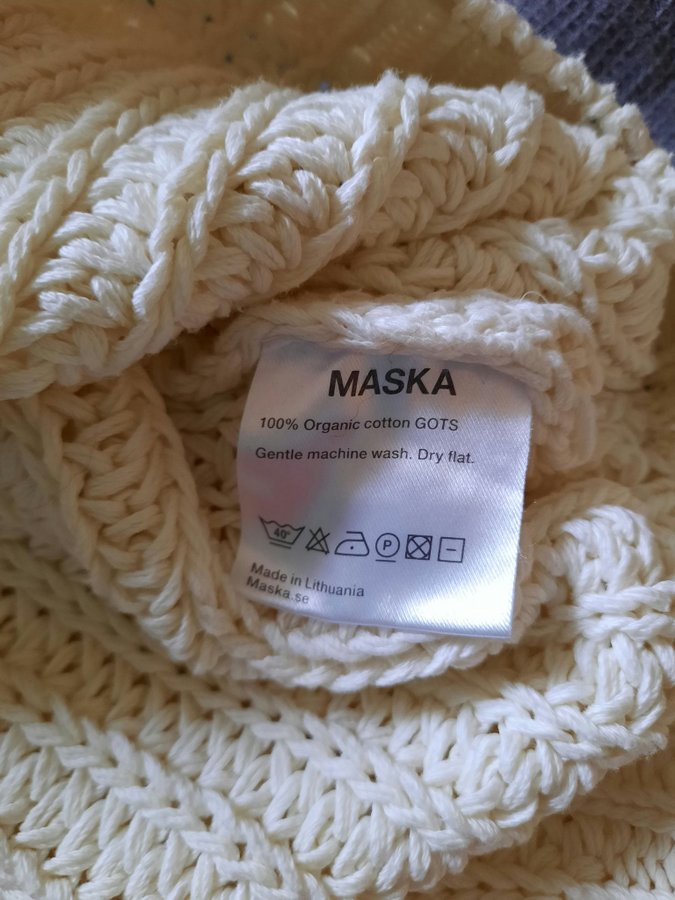 MASKA
100% Organic cotton GOTS
Gentle machine wash. Dry flat.
40° P
Made in Lithuania
Maska.se